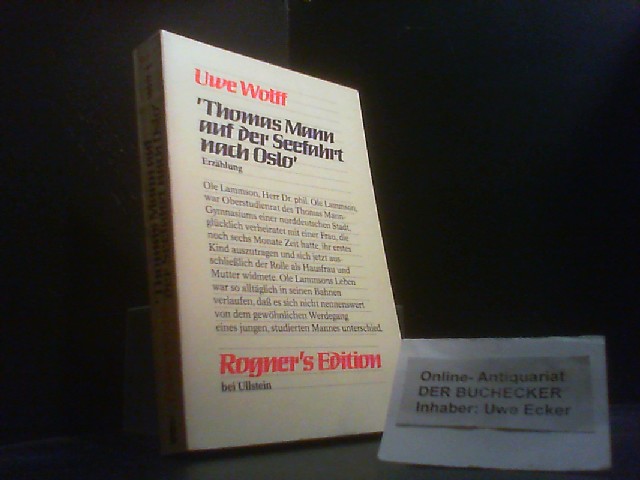 Uwe Wolff
'Thomas Mann
auf der Seefahrt
nach Oslo'
Erzählung
Ole Lammson, Herr Dr. phil. Ole Lammson,
war Oberstudienrat des Thomas Mann-
Gymnasiums einer norddeutschen Stadt,
glücklich verheiratet mit einer Frau, die
noch sechs Monate Zeit hatte, ihr erstes
Kind auszutragen und sich jetzt aus-
schließlich der Rolle als Hausfrau und
Mutter widmete. Ole Lammsons Leben
war so alltäglich in seinen Bahnen
verlaufen, daß es sich nicht nennenswert
von dem gewöhnlichen Werdegang
eines jungen, studierten Mannes unterschied.
Rogner's Edition
bei Ullstein
Online- Antiquariat
DER BUCHECKER
Inhaber: Uwe Ecker